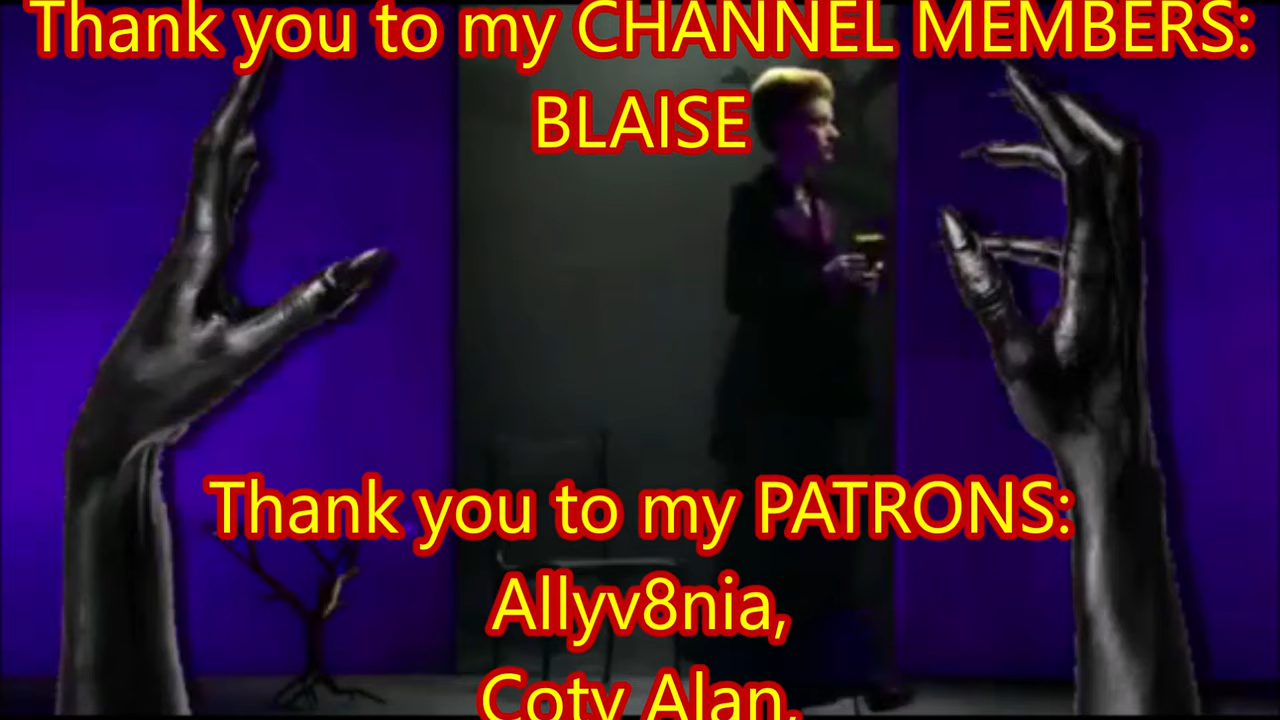 Thank you to my CHANNEL MEMBERS:
BLAISE
Thank you to my PATRONS:
Allyv8nia,
Coty Alan,